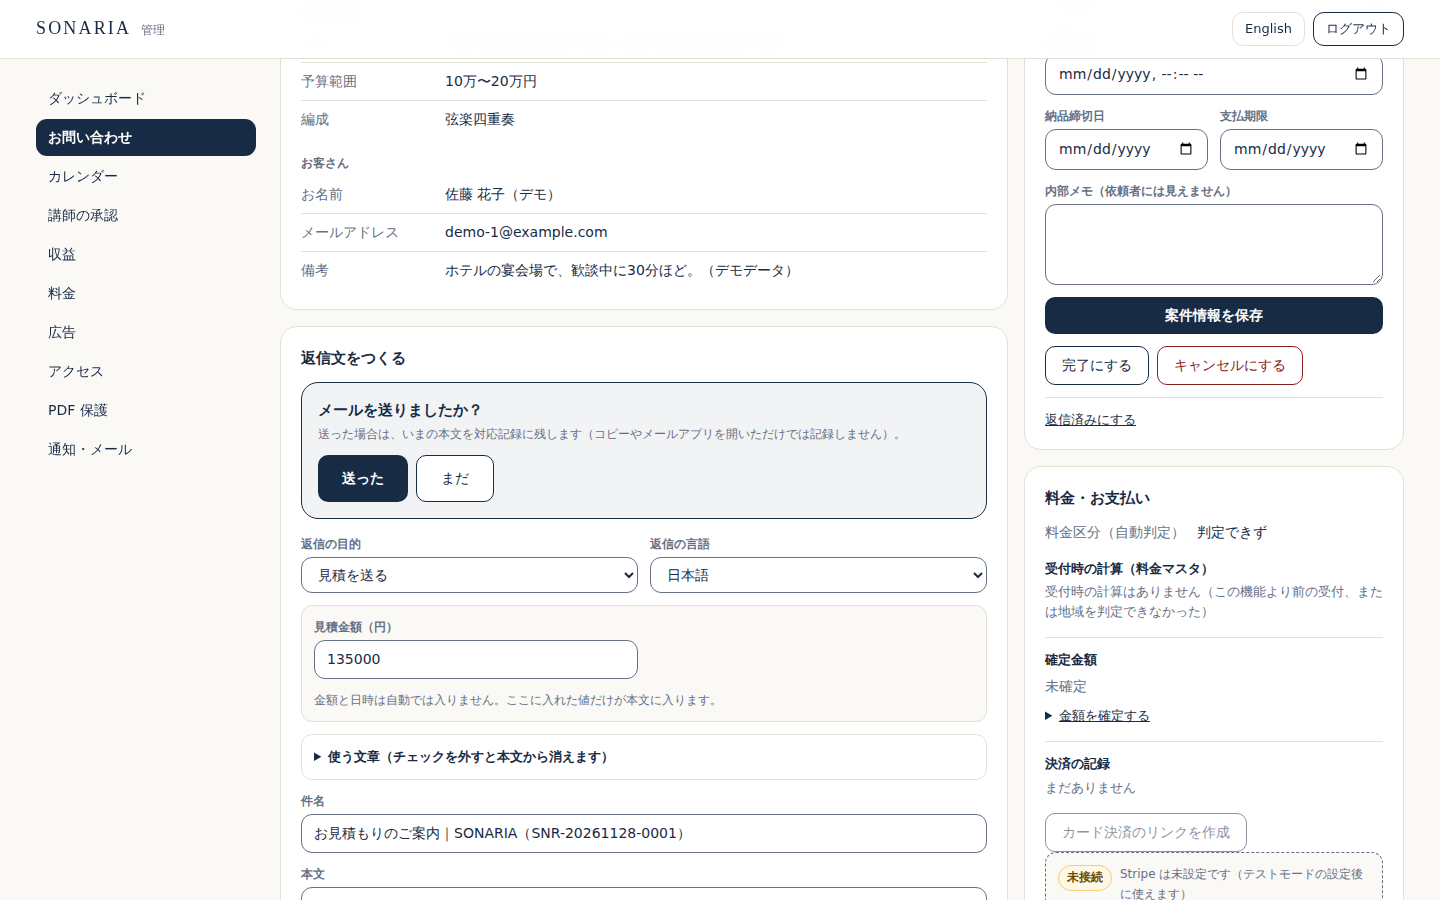 SONARIA 管理
English
ログアウト
ダッシュボード
お問い合わせ
カレンダー
講師の承認
収益
料金
広告
アクセス
PDF 保護
通知・メール
予算範囲 10万〜20万円
編成 弦楽四重奏
お客さん
お名前 佐藤 花子（デモ）
メールアドレス demo-1@example.com
備考 ホテルの宴会場で、歓談中に30分ほど。（デモデータ）
返信文をつくる
メールを送りましたか？
送った場合は、いまの本文を対応記録に残します（コピーやメールアプリを開いただけでは記録しません）。
送った
まだ
返信の目的
見積を送る
返信の言語
日本語
見積金額（円）
135000
金額と日時は自動では入りません。ここに入れた値だけが本文に入ります。
使う文章（チェックを外すと本文から消えます）
件名
お見積もりのご案内｜SONARIA（SNR-20261128-0001）
本文
mm/dd/yyyy, --:-- --
納品締切日
mm/dd/yyyy
支払期限
mm/dd/yyyy
内部メモ（依頼者には見えません）
案件情報を保存
完了にする
キャンセルにする
返信済みにする
料金・お支払い
料金区分（自動判定） 判定できず
受付時の計算（料金マスタ）
受付時の計算はありません（この機能より前の受付、また
は地域を判定できなかった）
確定金額
未確定
金額を確定する
決済の記録
まだありません
カード決済のリンクを作成
未接続
Stripe は未設定です（テストモードの設定後
に使えます）